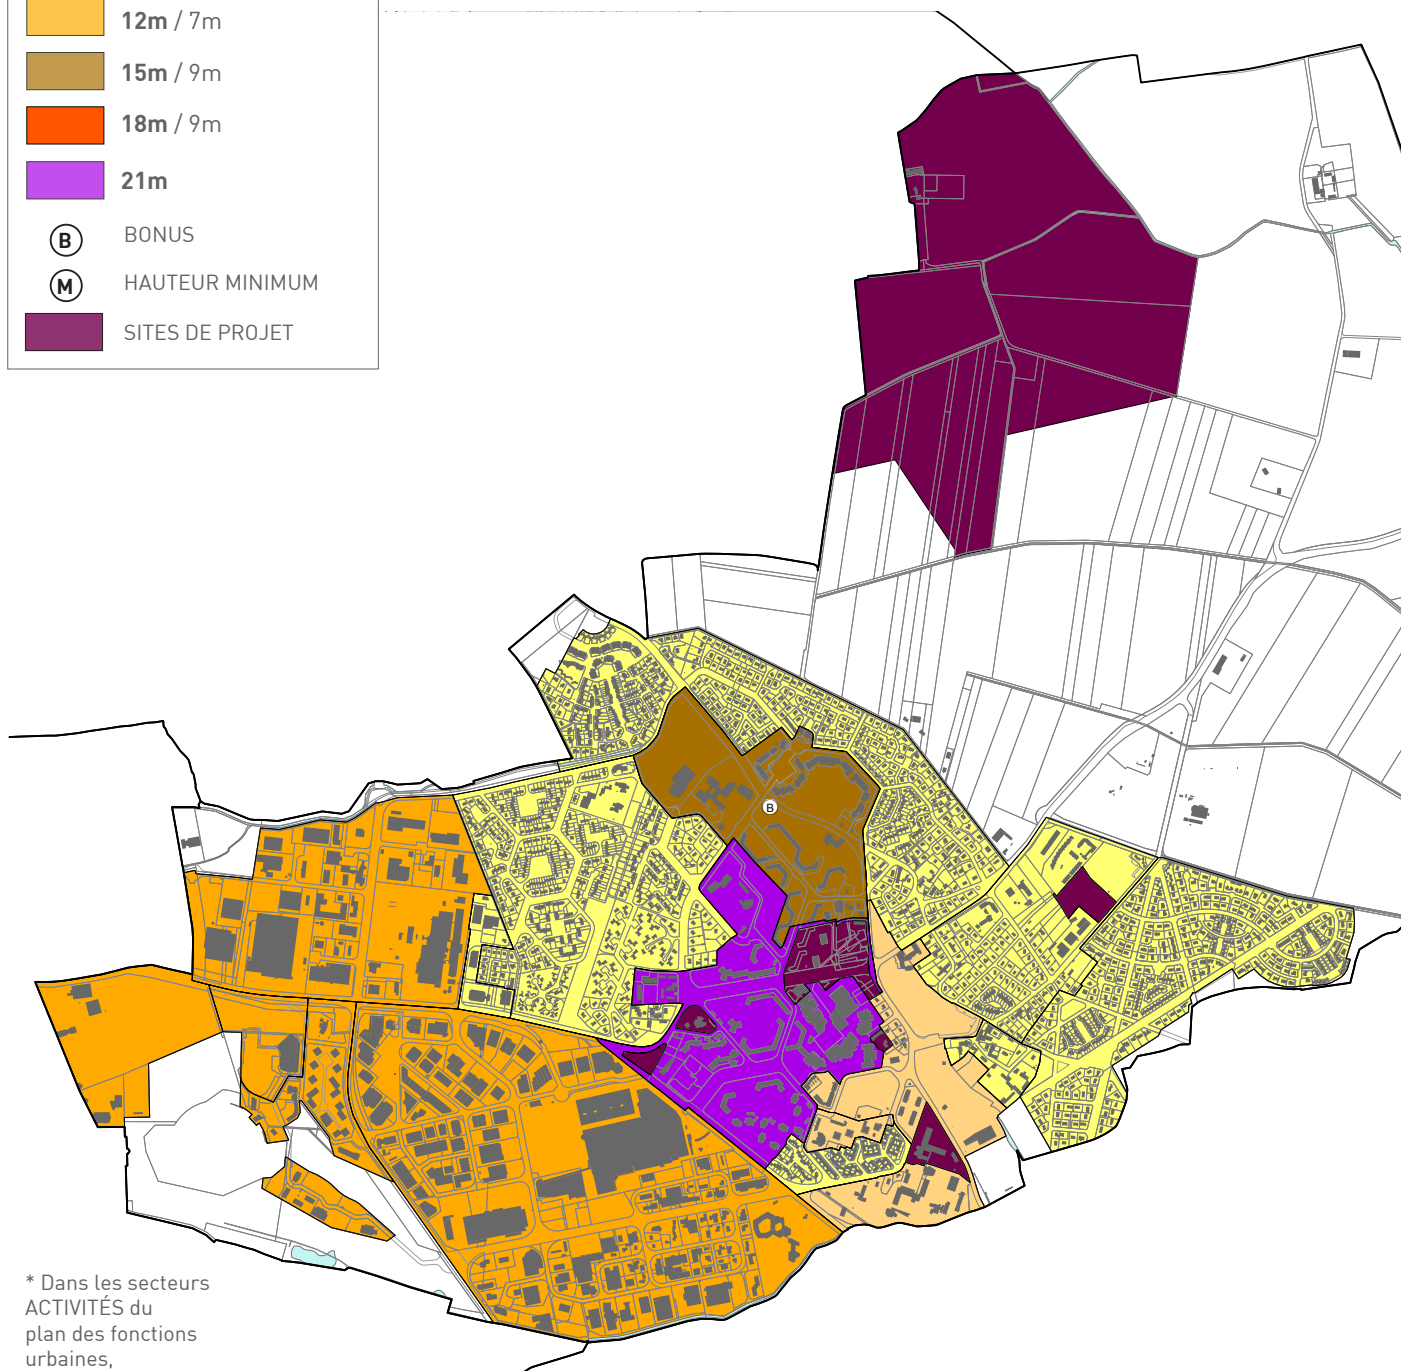 12m / 7m
15m / 9m
18m / 9m
21m
B BONUS
M HAUTEUR MINIMUM
SITES DE PROJET
B
* Dans les secteurs
ACTIVITÉS du
plan des fonctions
urbaines,